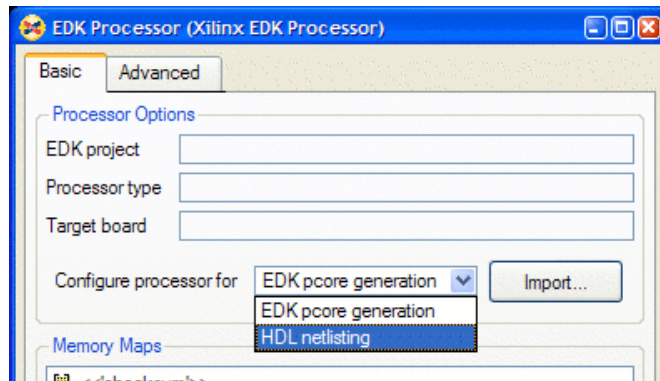 EDK Processor (Xilinx EDK Processor)
Basic Advanced
Processor Options
EDK project
Processor type
Target board
Configure processor for EDK pcore generation Import...
EDK pcore generation
HDL netlisting
Memory Maps